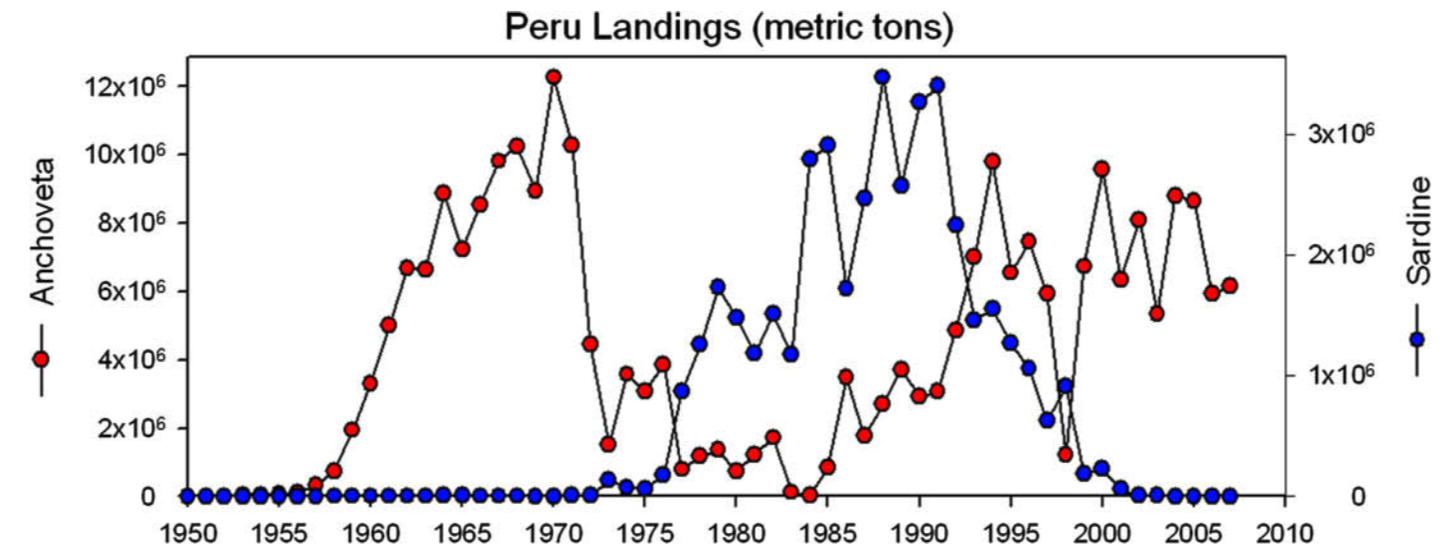 Peru Landings (metric tons)
12x10⁶
10x10⁶
8x10⁶
6x10⁶
4x10⁶
2x10⁶
0
Anchoveta
3x10⁶
2x10⁶
1x10⁶
0
Sardine
1950 1955 1960 1965 1970 1975 1980 1985 1990 1995 2000 2005 2010